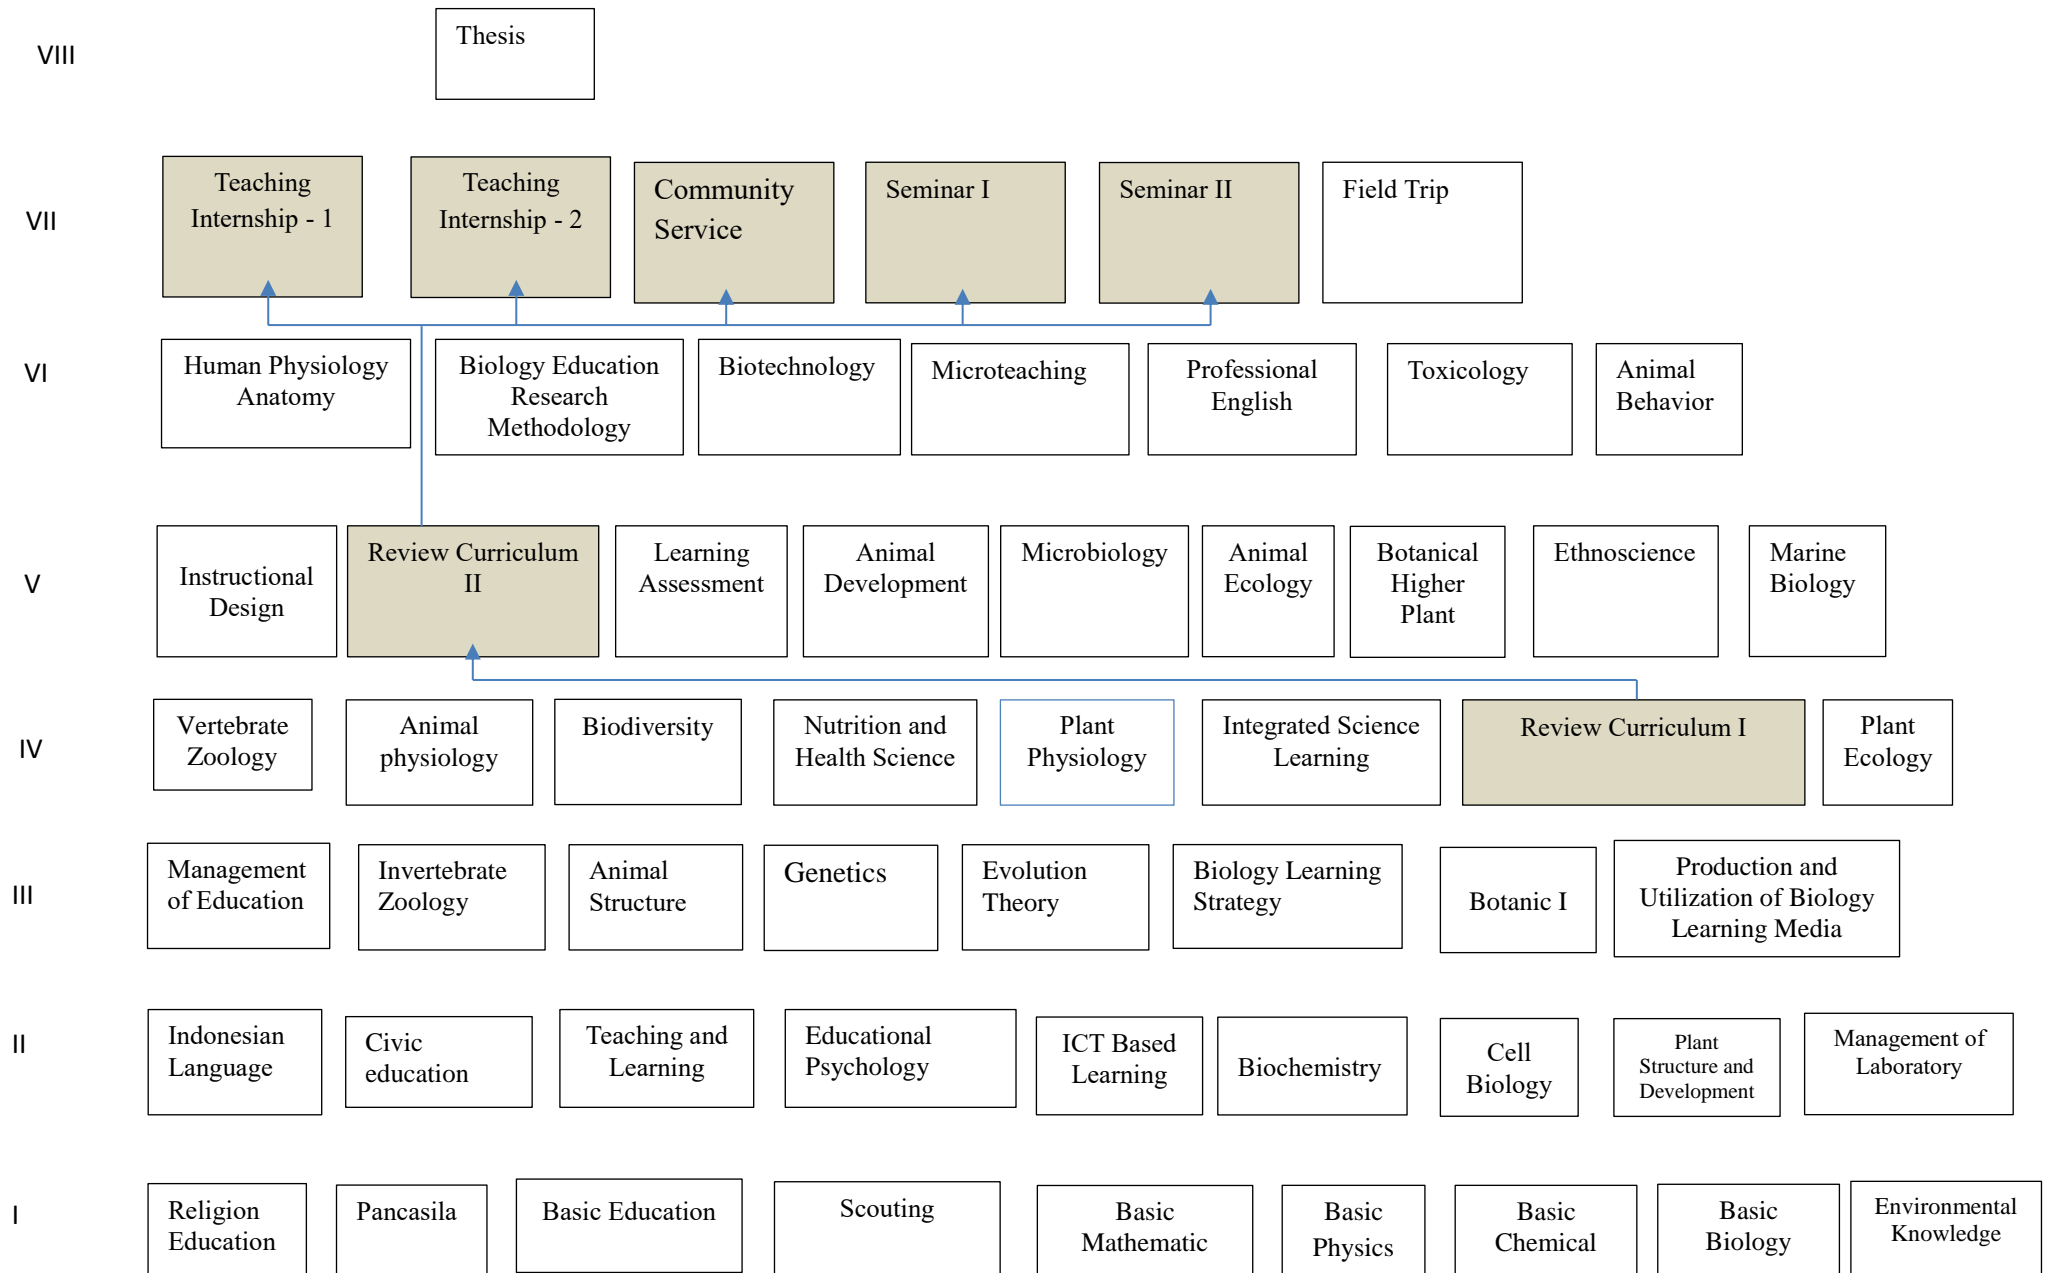 VIII
Thesis
VII
Teaching
Internship - 1
Teaching
Internship - 2
Community
Service
Seminar I
Seminar II
Field Trip
VI
Human Physiology
Anatomy
Biology Education
Research
Methodology
Biotechnology
Microteaching
Professional
English
Toxicology
Animal
Behavior
V
Instructional
Design
Review Curriculum
II
Learning
Assessment
Animal
Development
Microbiology
Animal
Ecology
Botanical
Higher
Plant
Ethnoscience
Marine
Biology
IV
Vertebrate
Zoology
Animal
physiology
Biodiversity
Nutrition and
Health Science
Plant
Physiology
Integrated Science
Learning
Review Curriculum I
Plant
Ecology
III
Management
of Education
Invertebrate
Zoology
Animal
Structure
Genetics
Evolution
Theory
Biology Learning
Strategy
Botanic I
Production and
Utilization of Biology
Learning Media
II
Indonesian
Language
Civic
education
Teaching and
Learning
Educational
Psychology
ICT Based
Learning
Biochemistry
Cell
Biology
Plant
Structure and
Development
Management of
Laboratory
I
Religion
Education
Pancasila
Basic Education
Scouting
Basic
Mathematic
Basic
Physics
Basic
Chemical
Basic
Biology
Environmental
Knowledge